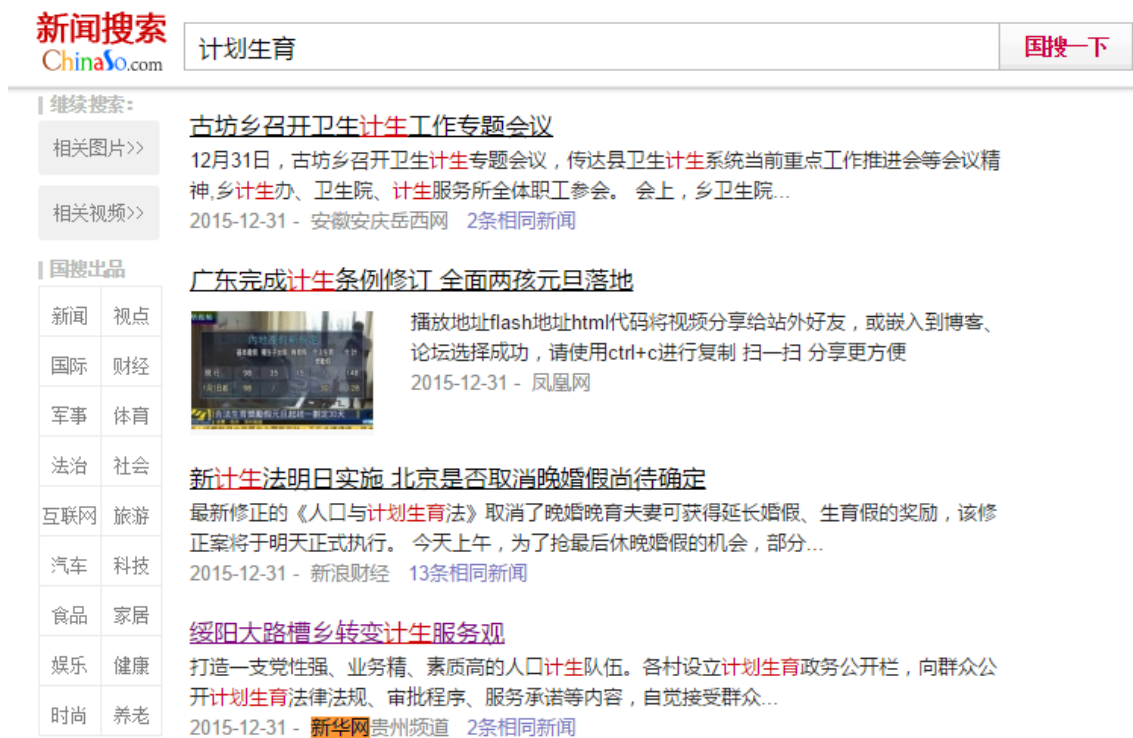 新闻搜索
ChinaSo.com
计划生育
国搜一下
继续搜索:
相关图片>>
相关视频>>
国搜出品
新闻 视点
国际 财经
军事 体育
法治 社会
互联网 旅游
汽车 科技
食品 家居
娱乐 健康
时尚 养老
古坊乡召开卫生计生工作专题会议
12月31日，古坊乡召开卫生计生专题会议，传达县卫生计生系统当前重点工作推进会等会议精
神,乡计生办、卫生院、计生服务所全体职工参会。 会上，乡卫生院...
2015-12-31 - 安徽安庆岳西网 2条相同新闻
广东完成计生条例修订 全面两孩元旦落地
播放地址flash地址html代码将视频分享给站外好友，或嵌入到博客、
论坛选择成功，请使用ctrl+c进行复制 扫一扫 分享更方便
2015-12-31 - 凤凰网
新计生法明日实施 北京是否取消晚婚假尚待确定
最新修正的《人口与计划生育法》取消了晚婚晚育夫妻可获得延长婚假、生育假的奖励，该修
正案将于明天正式执行。 今天上午，为了抢最后休晚婚假的机会，部分...
2015-12-31 - 新浪财经 13条相同新闻
绥阳大路槽乡转变计生服务观
打造一支党性强、业务精、素质高的人口计生队伍。各村设立计划生育政务公开栏，向群众公
开计划生育法律法规、审批程序、服务承诺等内容，自觉接受群众...
2015-12-31 - 新华网贵州频道 2条相同新闻